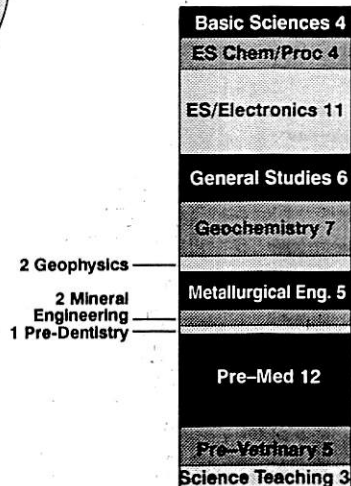 Basic Sciences 4
ES Chem/Proc 4
ES/Electronics 11
General Studies 6
Geochemistry 7
2 Geophysics
Metallurgical Eng. 5
2 Mineral
Engineering
1 Pre-Dentistry
Pre-Med 12
Pre-Vetrinary 5
Science Teaching 3